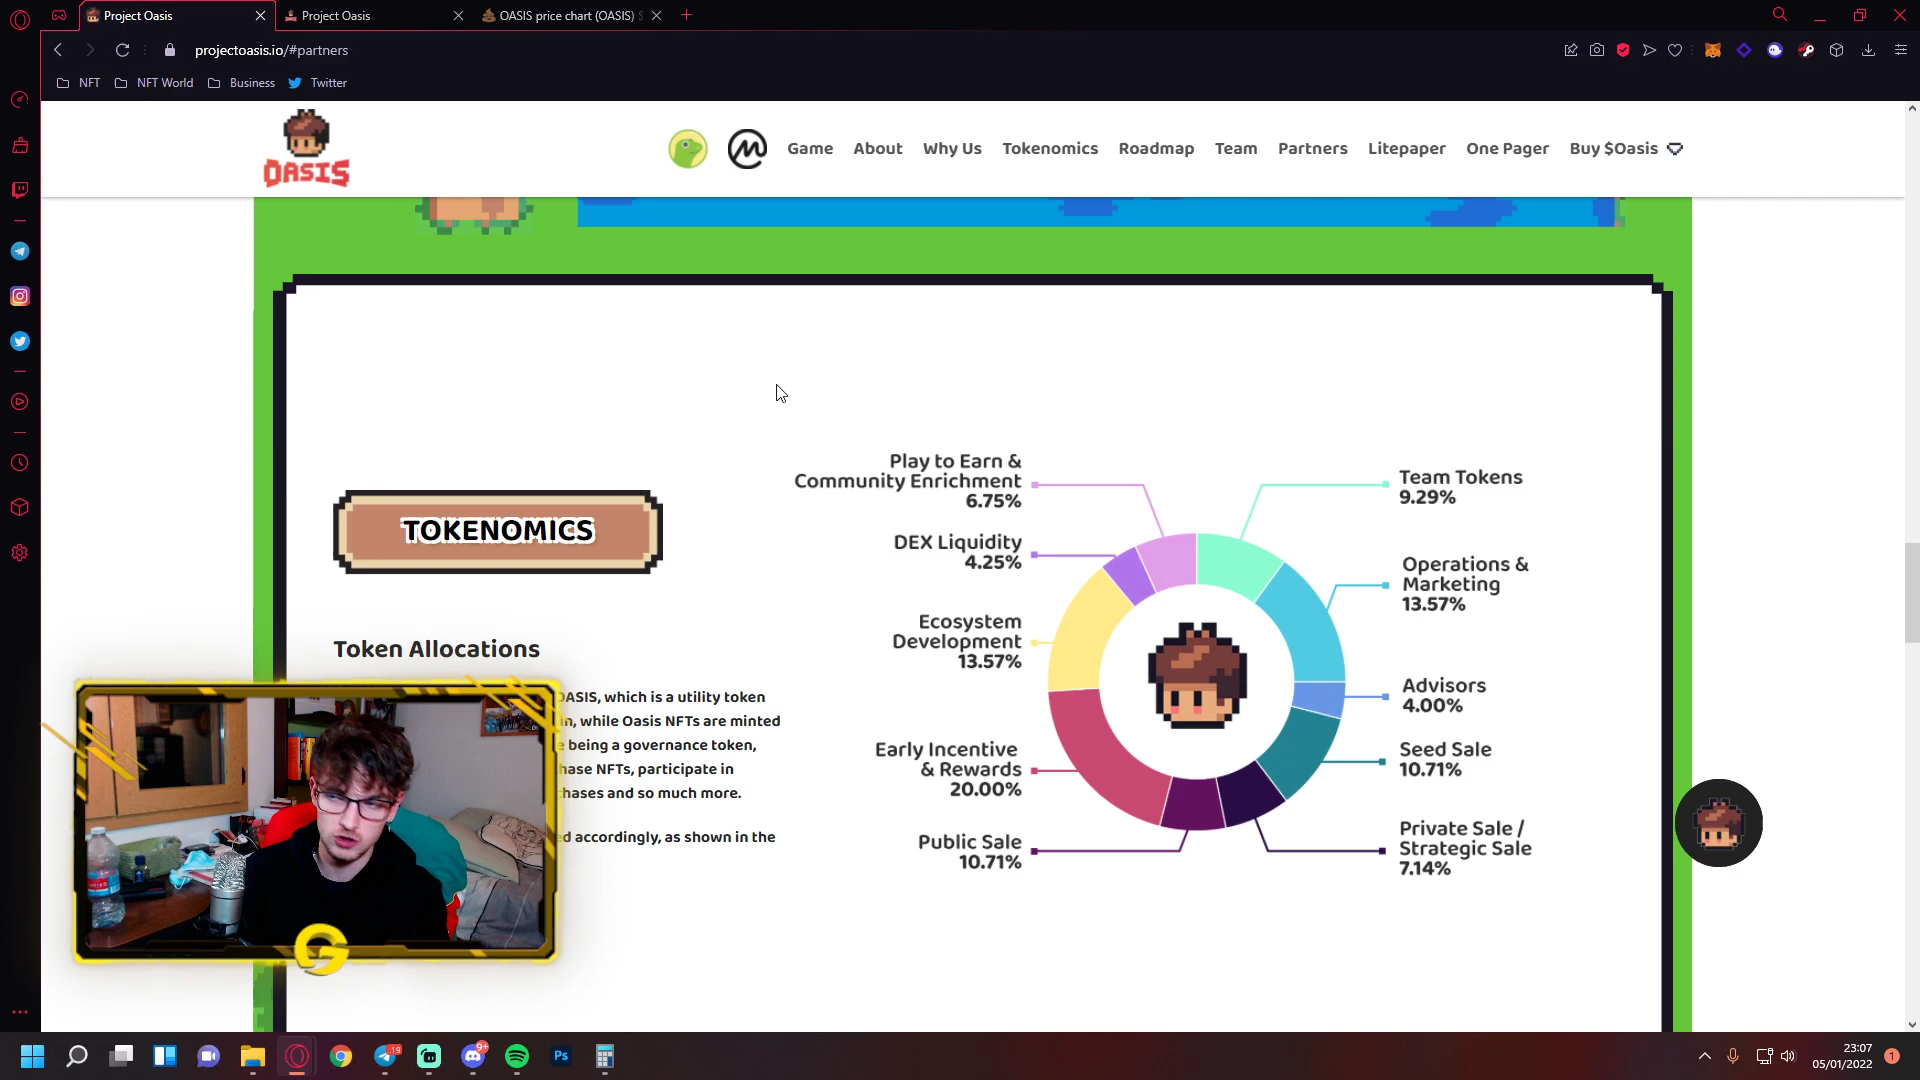 Project Oasis
Project Oasis
OASIS price chart (OASIS)
projectoasis.io/#partners
NFT
NFT World
Business
Twitter
OASIS
Game
About
Why Us
Tokenomics
Roadmap
Team
Partners
Litepaper
One Pager
Buy $Oasis
TOKENOMICS
Token Allocations
OASIS, which is a utility token
in, while Oasis NFTs are minted
e being a governance token,
hase NFTs, participate in
hases and so much more.
d accordingly, as shown in the
Play to Earn &
Community Enrichment
6.75%
DEX Liquidity
4.25%
Ecosystem
Development
13.57%
Early Incentive
& Rewards
20.00%
Public Sale
10.71%
Team Tokens
9.29%
Operations &
Marketing
13.57%
Advisors
4.00%
Seed Sale
10.71%
Private Sale /
Strategic Sale
7.14%
G
19
9+
Ps
23:07
05/01/2022
1